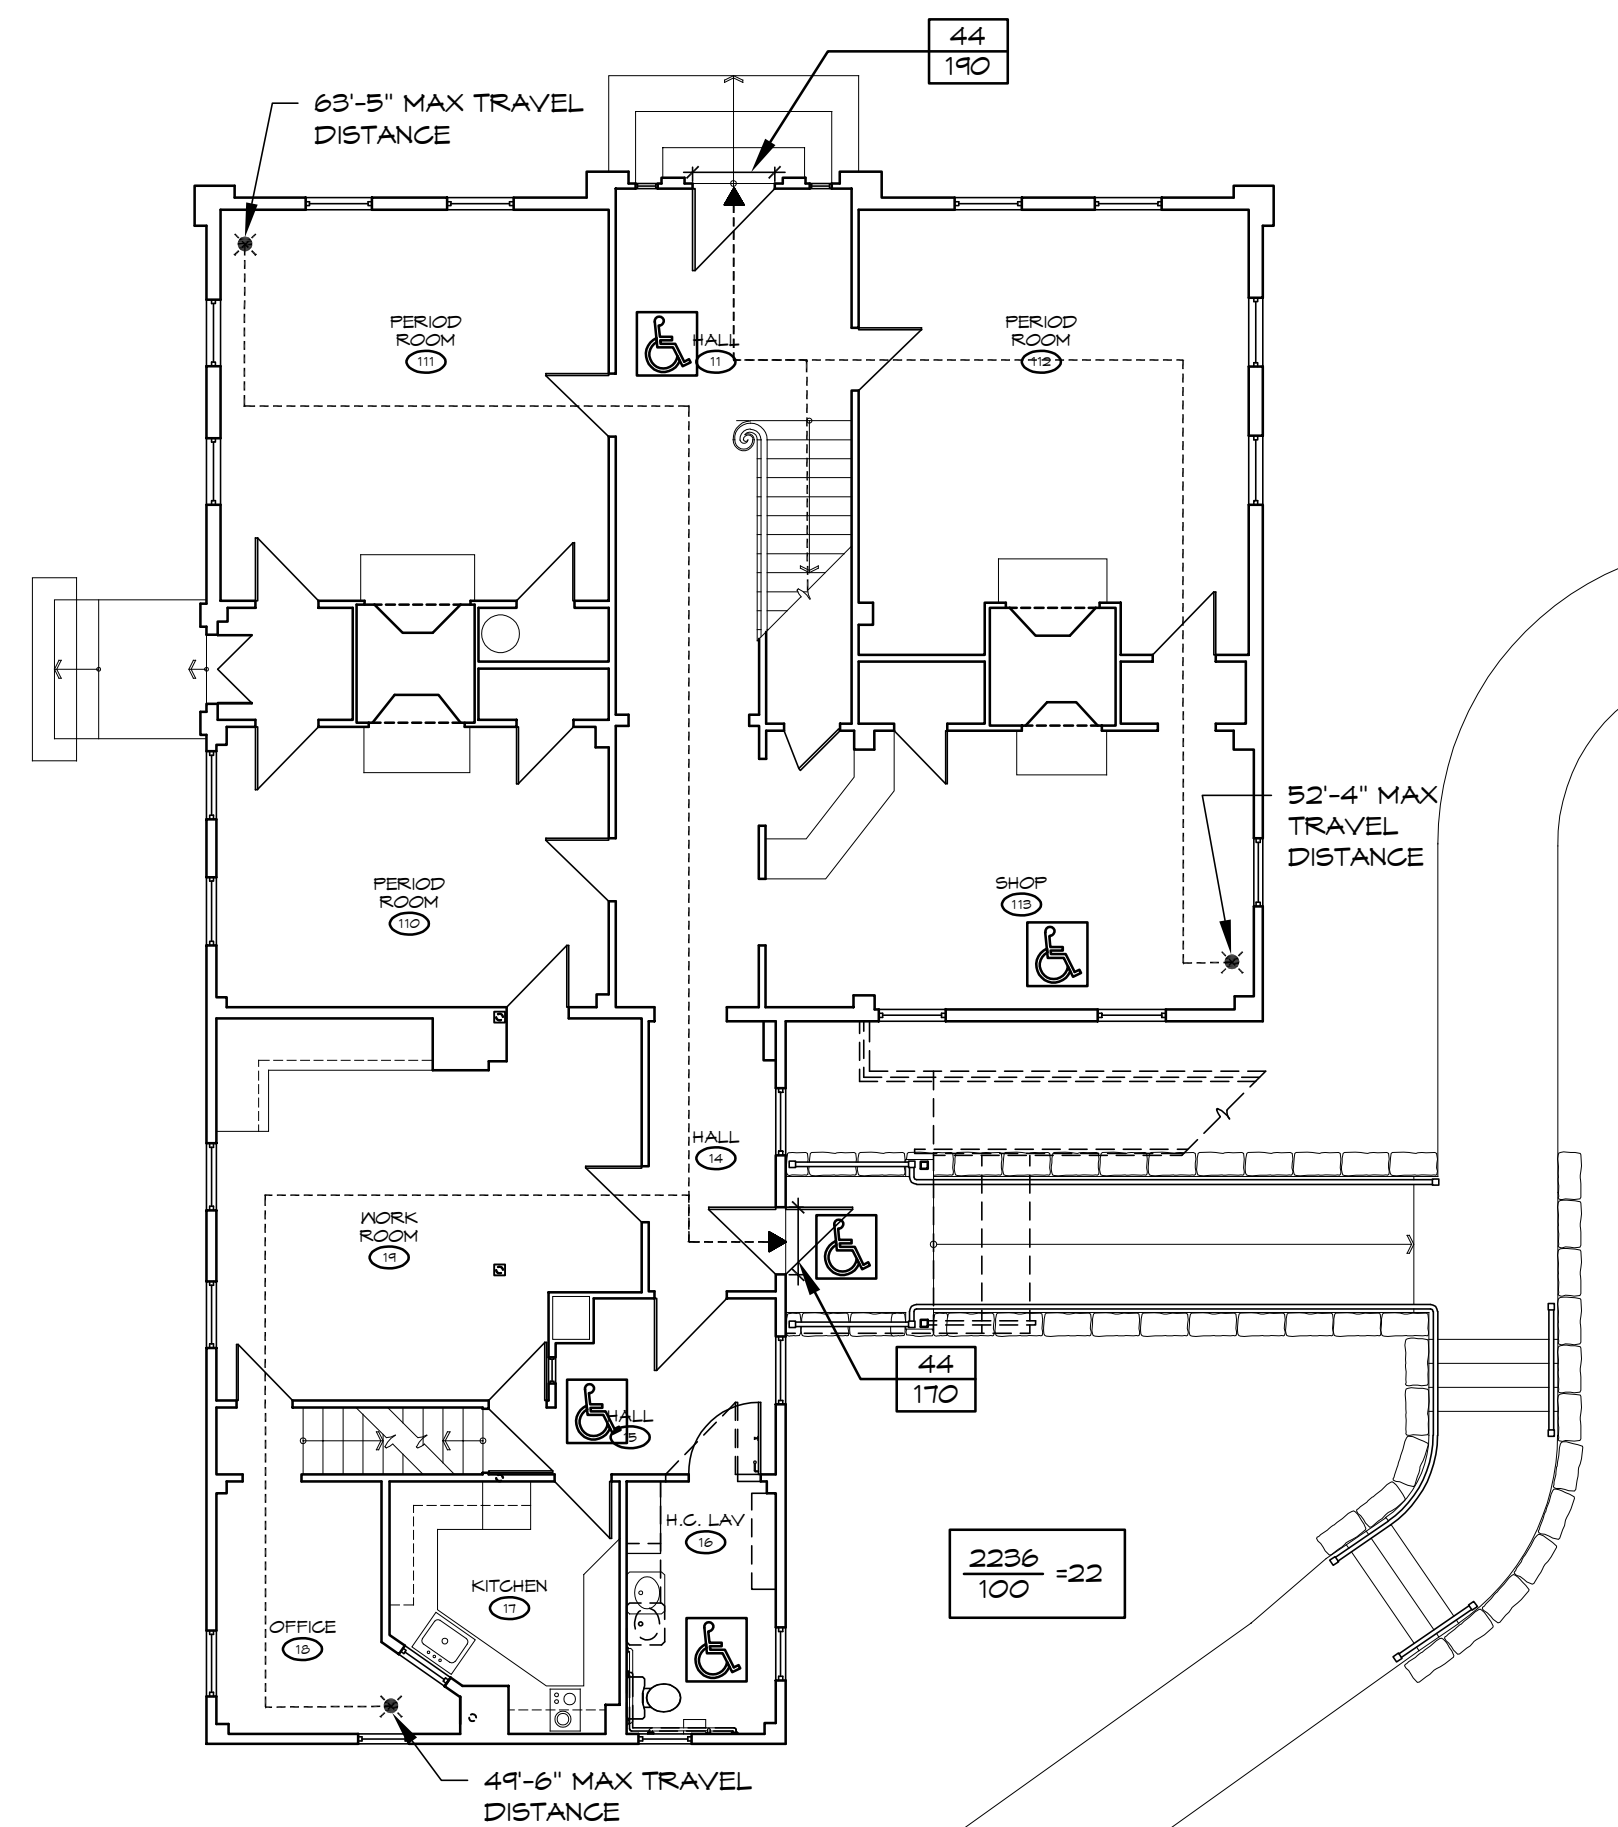 44
190
63'-5" MAX TRAVEL
DISTANCE
PERIOD
ROOM
111
HALL
11
PERIOD
ROOM
112
52'-4" MAX
TRAVEL
DISTANCE
PERIOD
ROOM
110
SHOP
113
HALL
14
WORK
ROOM
19
44
170
HALL
15
H.C. LAV
16
2236
100
=22
KITCHEN
17
OFFICE
18
49'-6" MAX TRAVEL
DISTANCE